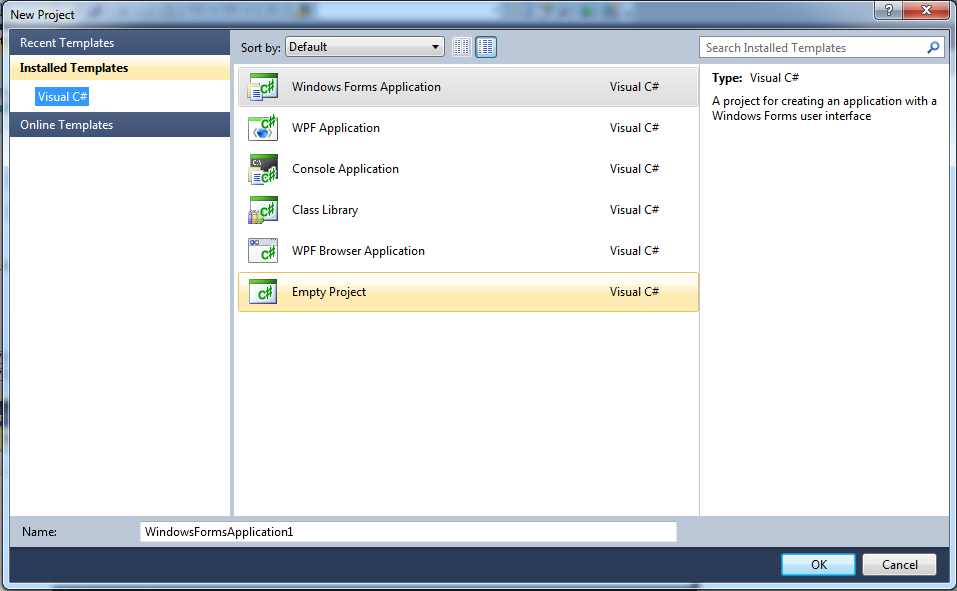 New Project
Recent Templates
Installed Templates
Visual C#
Online Templates
Sort by: Default
Search Installed Templates
Windows Forms Application Visual C#
WPF Application Visual C#
Console Application Visual C#
Class Library Visual C#
WPF Browser Application Visual C#
Empty Project Visual C#
Type: Visual C#
A project for creating an application with a
Windows Forms user interface
Name: WindowsFormsApplication1
OK Cancel